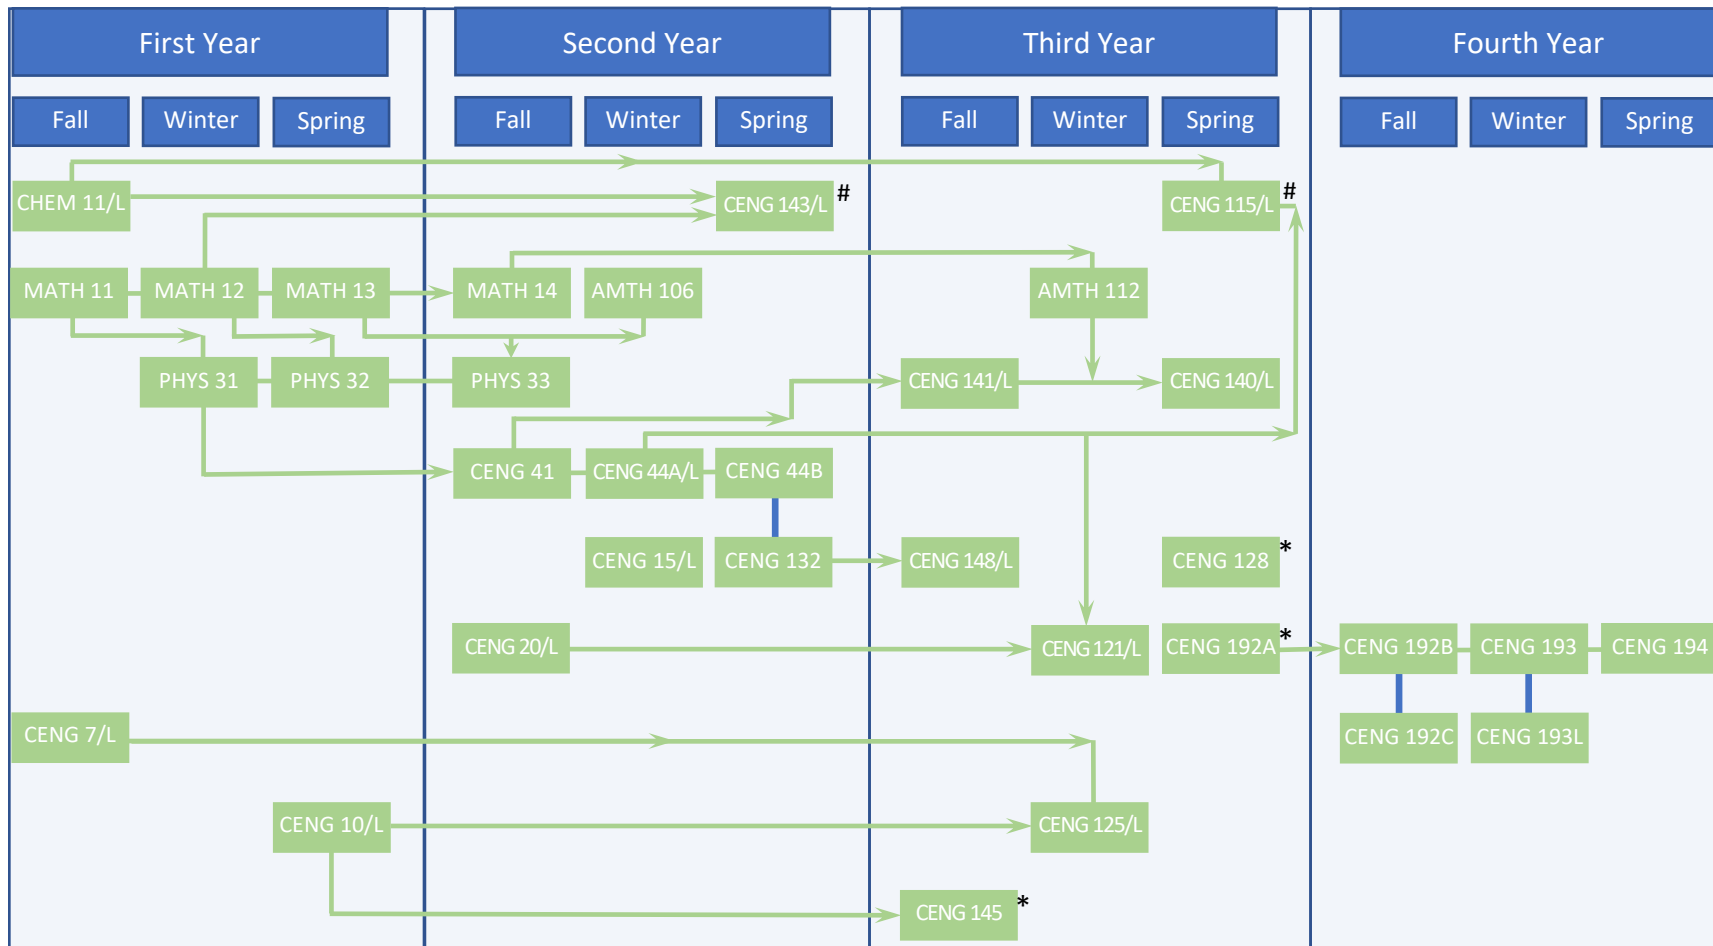 First Year
Second Year
Third Year
Fourth Year
Fall
Winter
Spring
Fall
Winter
Spring
Fall
Winter
Spring
Fall
Winter
Spring
CHEM 11/L
CENG 143/L #
CENG 115/L #
MATH 11
MATH 12
MATH 13
MATH 14
AMTH 106
AMTH 112
PHYS 31
PHYS 32
PHYS 33
CENG 141/L
CENG 140/L
CENG 41
CENG 44A/L
CENG 44B
CENG 15/L
CENG 132
CENG 148/L
CENG 128 *
CENG 20/L
CENG 121/L
CENG 192A *
CENG 192B
CENG 193
CENG 194
CENG 7/L
CENG 192C
CENG 193L
CENG 10/L
CENG 125/L
CENG 145 *